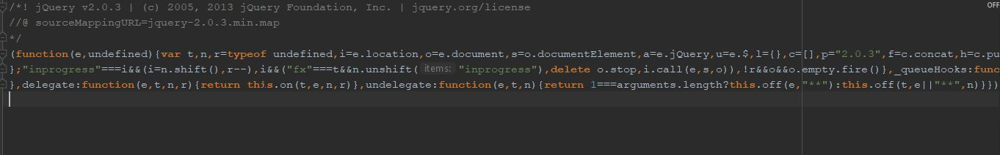 OFF
/*! jQuery v2.0.3 | (c) 2005, 2013 jQuery Foundation, Inc. | jquery.org/license
//@ sourceMappingURL=jquery-2.0.3.min.map
*/
(function(e,undefined){var t,n,r=typeof undefined,i=e.location,o=e.document,s=o.documentElement,a=e.jQuery,u=e.$,l={},c=[],p="2.0.3",f=c.concat,h=c.pu
};"inprogress"===i&&(i=n.shift(),r--),i&&("fx"===t&&n.unshift( items: "inprogress"),delete o.stop,i.call(e,s,o)),!r&&o&&o.empty.fire()},_queueHooks:func
},delegate:function(e,t,n,r){return this.on(t,e,n,r)},undelegate:function(e,t,n){return 1===arguments.length?this.off(e,"**"):this.off(t,e||"**",n)}})